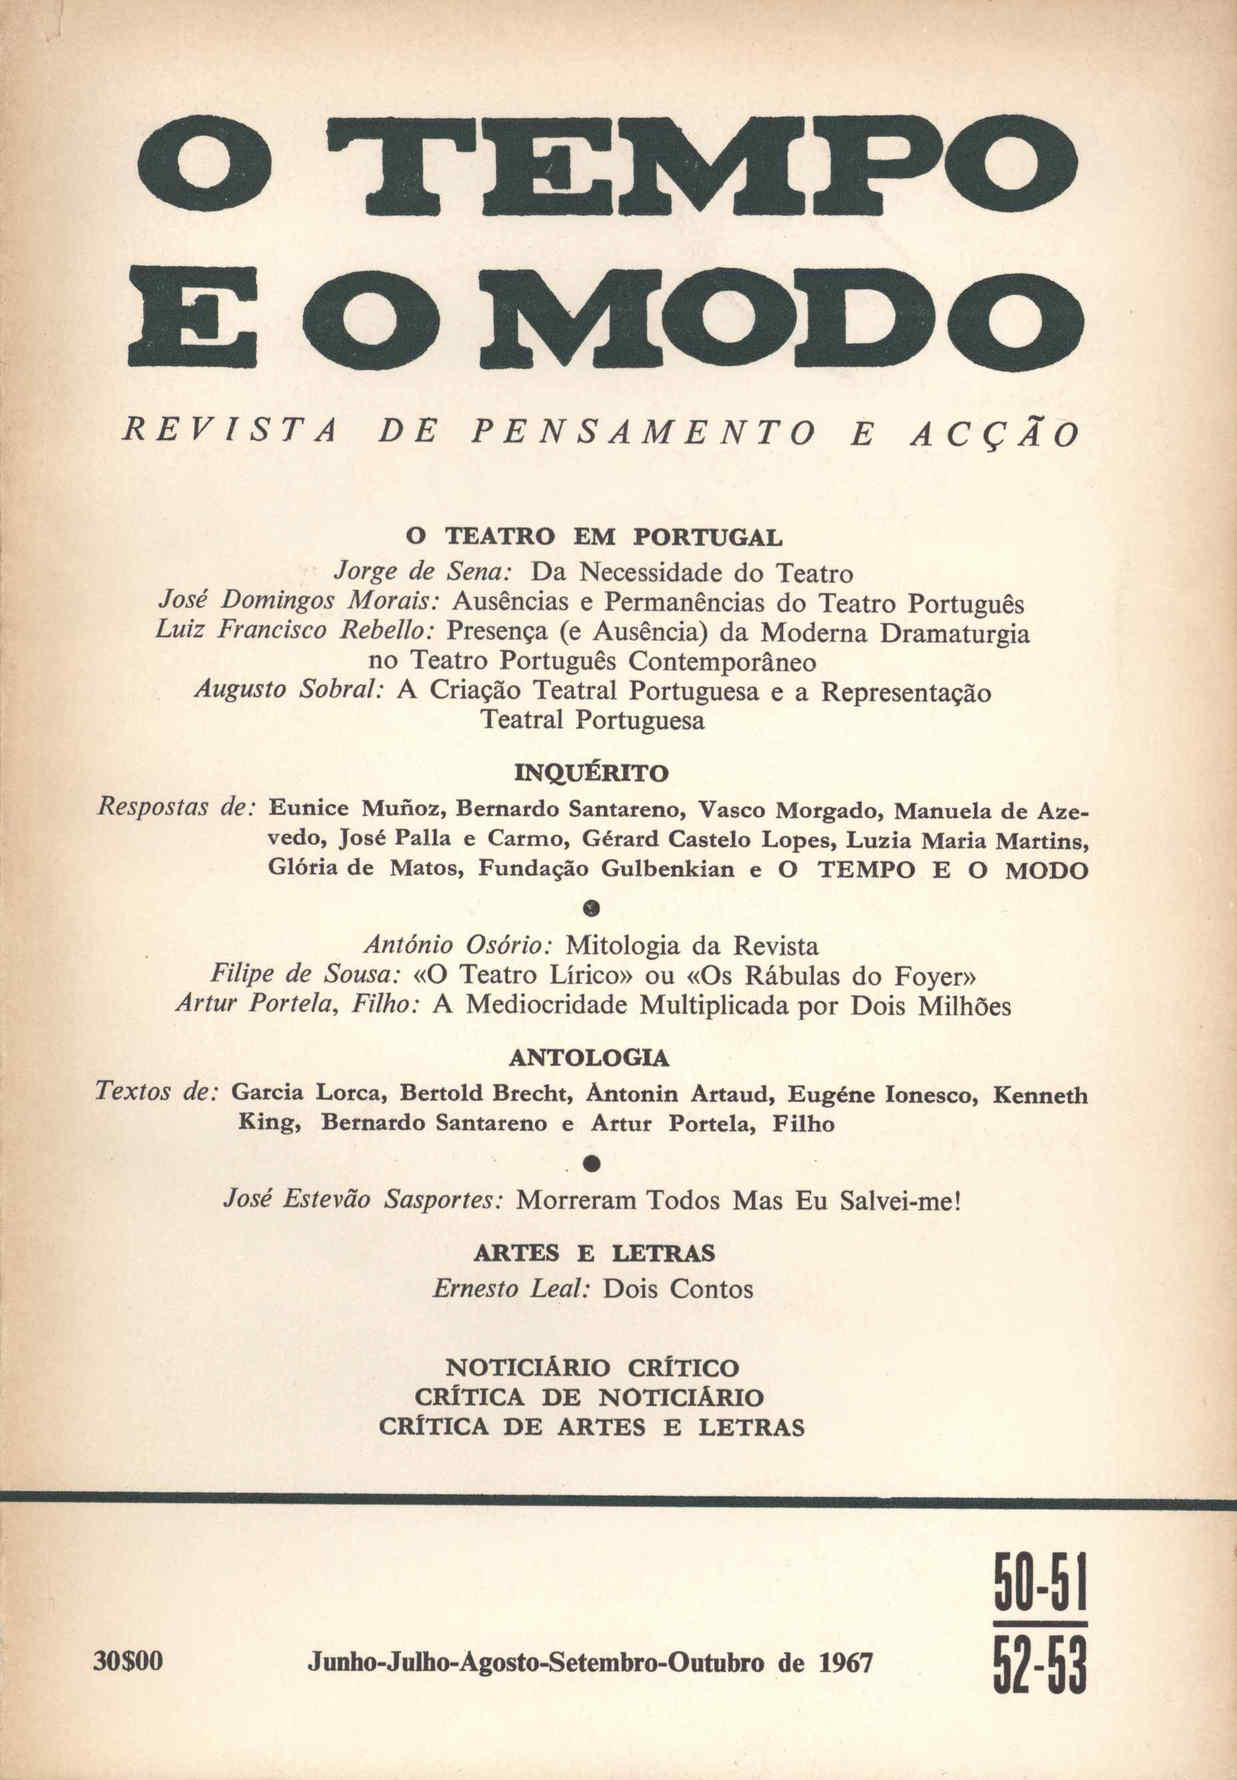 O TEMPO
E O MODO
REVISTA DE PENSAMENTO E ACÇÃO
O TEATRO EM PORTUGAL
Jorge de Sena: Da Necessidade do Teatro
José Domingos Morais: Ausências e Permanências do Teatro Português
Luiz Francisco Rebello: Presença (e Ausência) da Moderna Dramaturgia
no Teatro Português Contemporâneo
Augusto Sobral: A Criação Teatral Portuguesa e a Representação
Teatral Portuguesa
INQUÉRITO
Respostas de: Eunice Muñoz, Bernardo Santareno, Vasco Morgado, Manuela de Aze-
vedo, José Palla e Carmo, Gérard Castelo Lopes, Luzia Maria Martins,
Glória de Matos, Fundação Gulbenkian e O TEMPO E O MODO
●
António Osório: Mitologia da Revista
Filipe de Sousa: «O Teatro Lírico» ou «Os Rábulas do Foyer»
Artur Portela, Filho: A Mediocridade Multiplicada por Dois Milhões
ANTOLOGIA
Textos de: Garcia Lorca, Bertold Brecht, Antonin Artaud, Eugéne Ionesco, Kenneth
King, Bernardo Santareno e Artur Portela, Filho
●
José Estevão Sasportes: Morreram Todos Mas Eu Salvei-me!
ARTES E LETRAS
Ernesto Leal: Dois Contos
NOTICIÁRIO CRÍTICO
CRÍTICA DE NOTICIÁRIO
CRÍTICA DE ARTES E LETRAS
50-51
52-53
30$00 Junho-Julho-Agosto-Setembro-Outubro de 1967